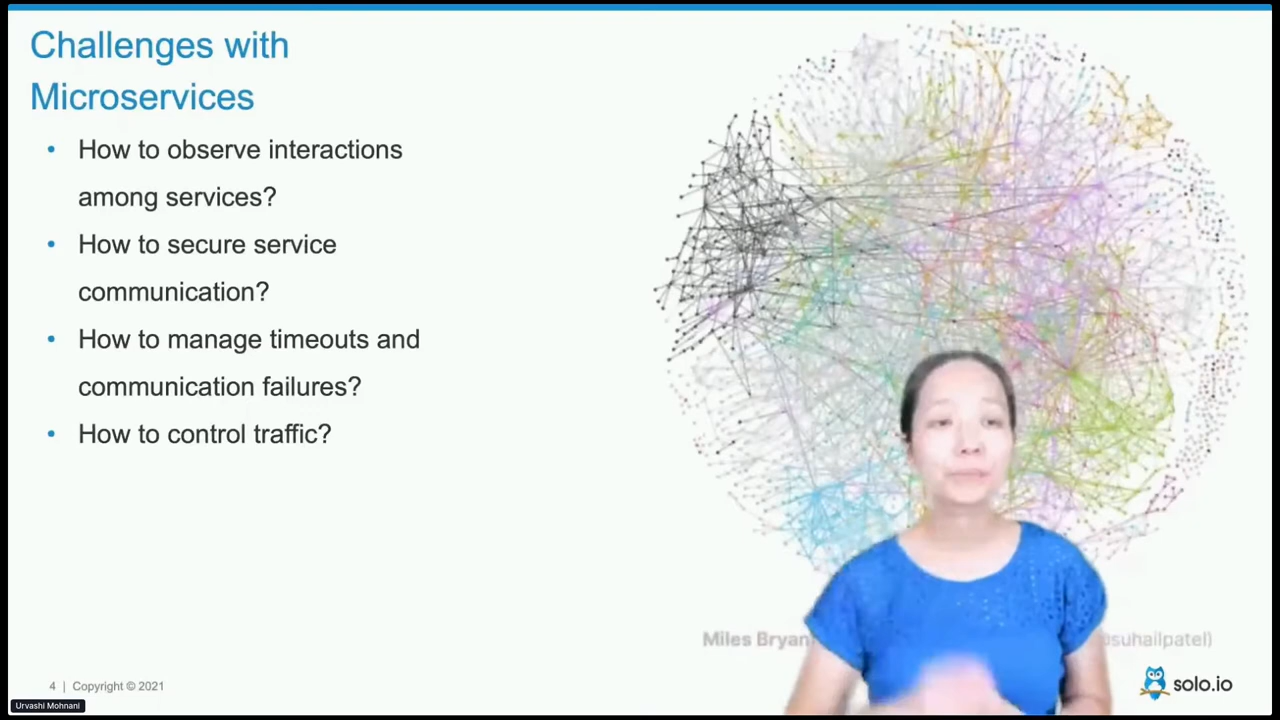 Challenges with
Microservices
• How to observe interactions
among services?
• How to secure service
communication?
• How to manage timeouts and
communication failures?
• How to control traffic?
Miles Bryan suhailpatel)
4 | Copyright © 2021
solo.io
Urvashi Mohnani